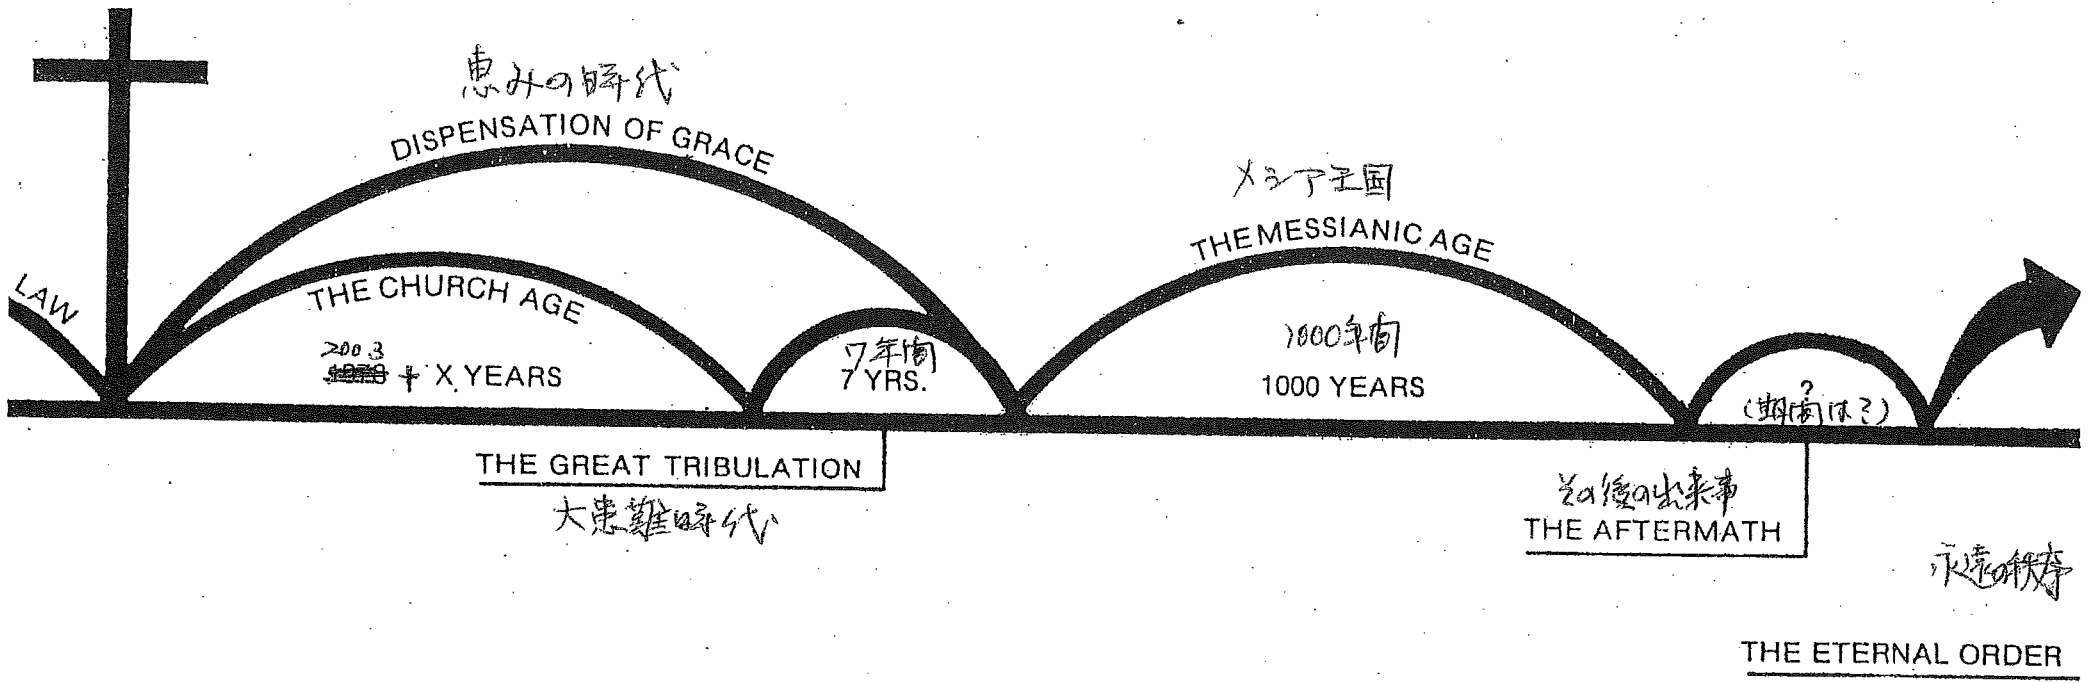 恵みの時代
DISPENSATION OF GRACE
メシア王国
THE MESSIANIC AGE
LAW
THE CHURCH AGE
2003
+ X YEARS
7年間
7 YRS.
1000年間
1000 YEARS
?
(期間は?)
THE GREAT TRIBULATION
大患難時代
その後の出来事
THE AFTERMATH
永遠の秩序
THE ETERNAL ORDER